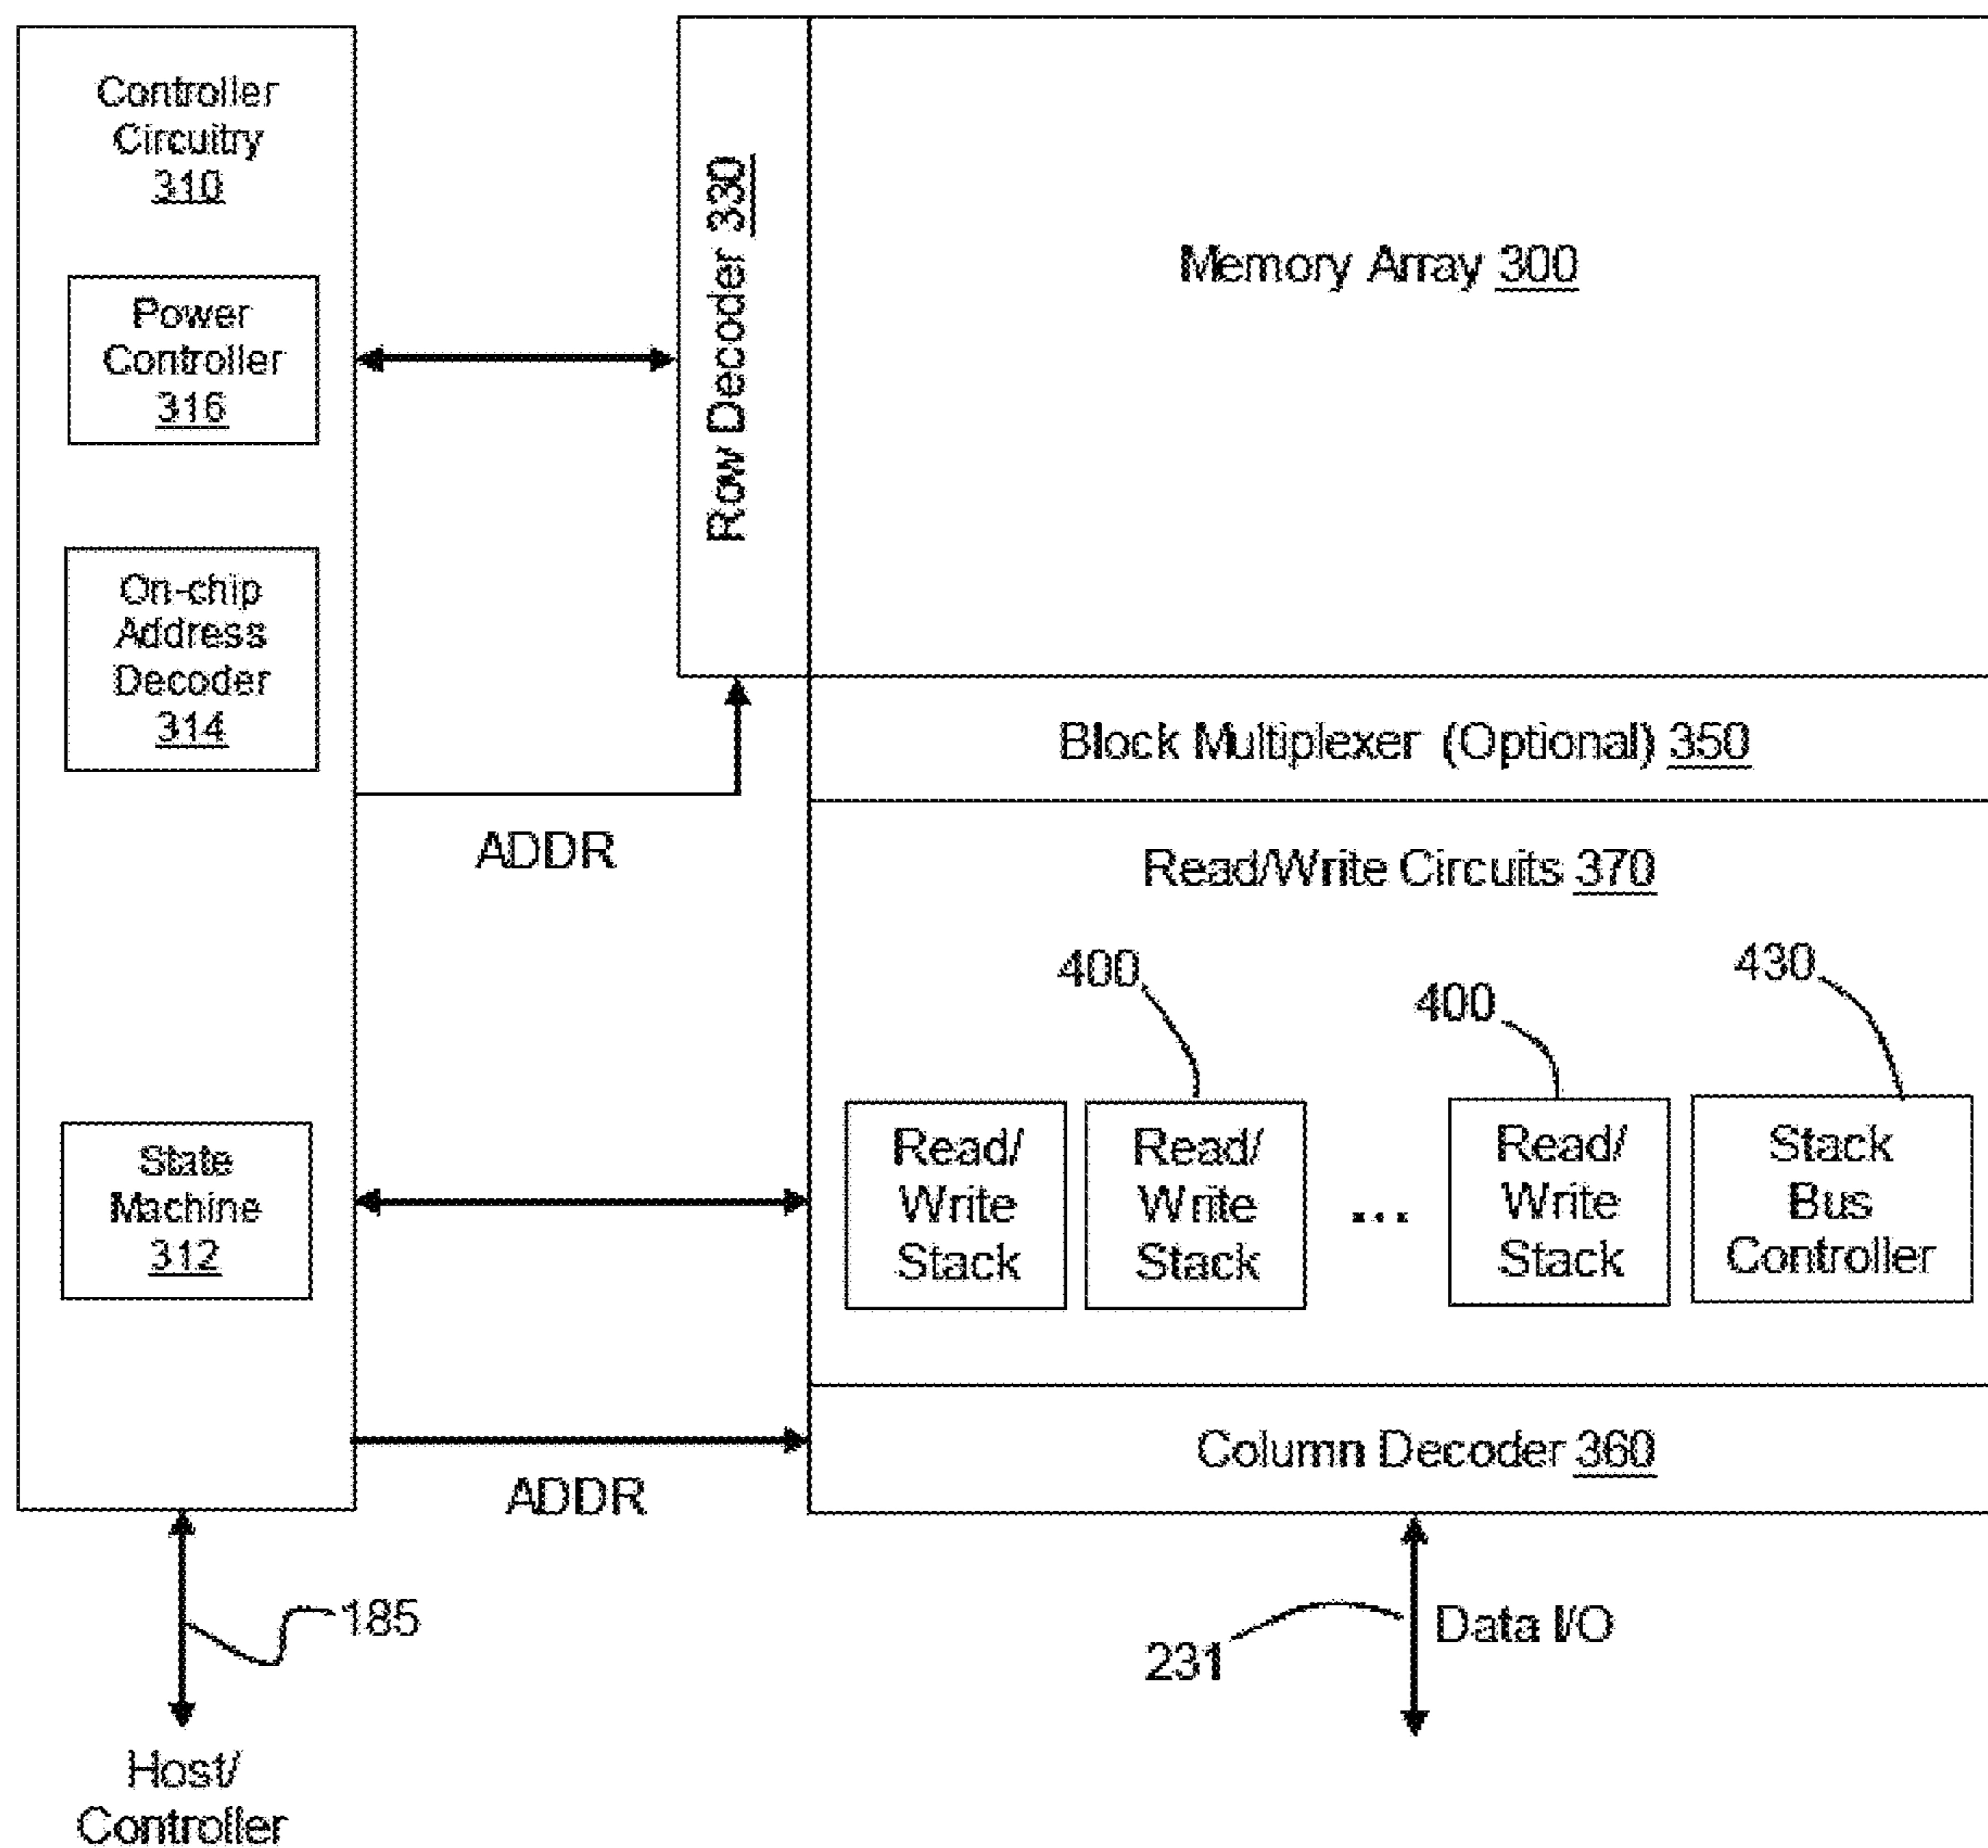 Controller
Circuitry
310
Power
Controller
316
On-chip
Address
Decoder
314
State
Machine
312
Row Decoder 330
Memory Array 300
Block Multiplexer (Optional) 350
ADDR
Read/Write Circuits 370
400
400
430
Read/
Write
Stack
Read/
Write
Stack
...
Read/
Write
Stack
Stack
Bus
Controller
Column Decoder 360
ADDR
185
231
Data I/O
Host/
Controller